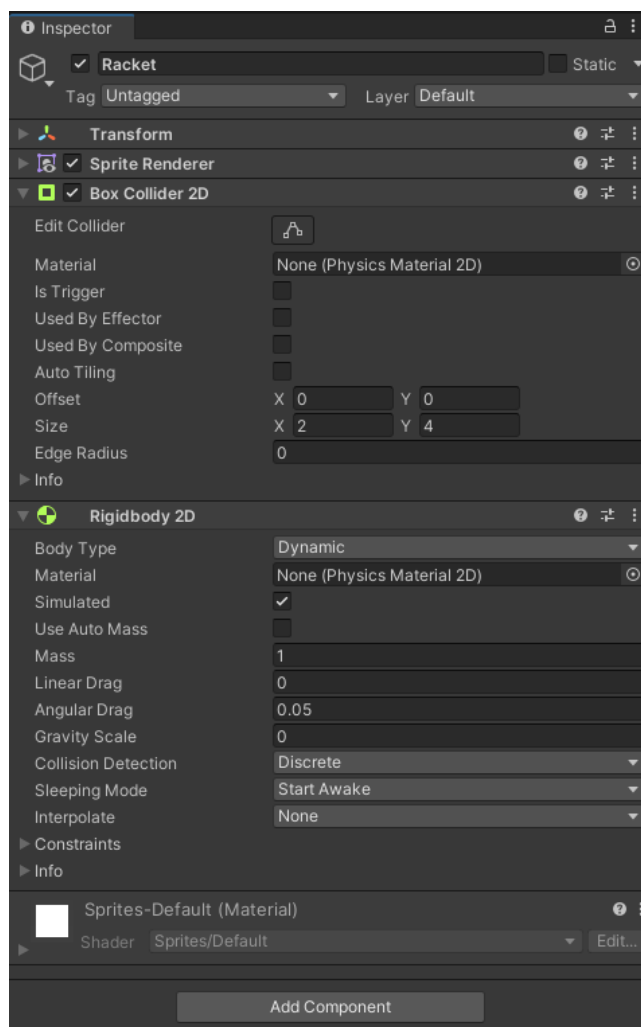 Inspector
Racket Static
Tag Untagged Layer Default
Transform
Sprite Renderer
Box Collider 2D
Edit Collider
Material None (Physics Material 2D)
Is Trigger
Used By Effector
Used By Composite
Auto Tiling
Offset X 0 Y 0
Size X 2 Y 4
Edge Radius 0
Info
Rigidbody 2D
Body Type Dynamic
Material None (Physics Material 2D)
Simulated
Use Auto Mass
Mass 1
Linear Drag 0
Angular Drag 0.05
Gravity Scale 0
Collision Detection Discrete
Sleeping Mode Start Awake
Interpolate None
Constraints
Info
Sprites-Default (Material)
Shader Sprites/Default Edit...
Add Component